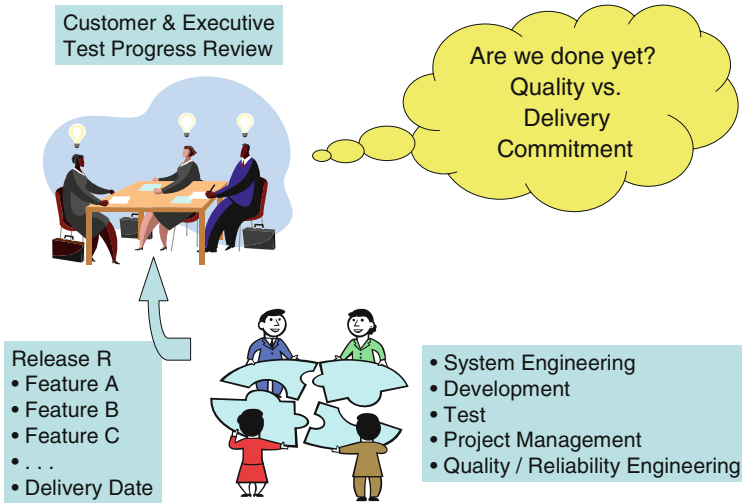 Customer & Executive
Test Progress Review
Are we done yet?
Quality vs.
Delivery
Commitment
Release R
• Feature A
• Feature B
• Feature C
• . . .
• Delivery Date
• System Engineering
• Development
• Test
• Project Management
• Quality / Reliability Engineering